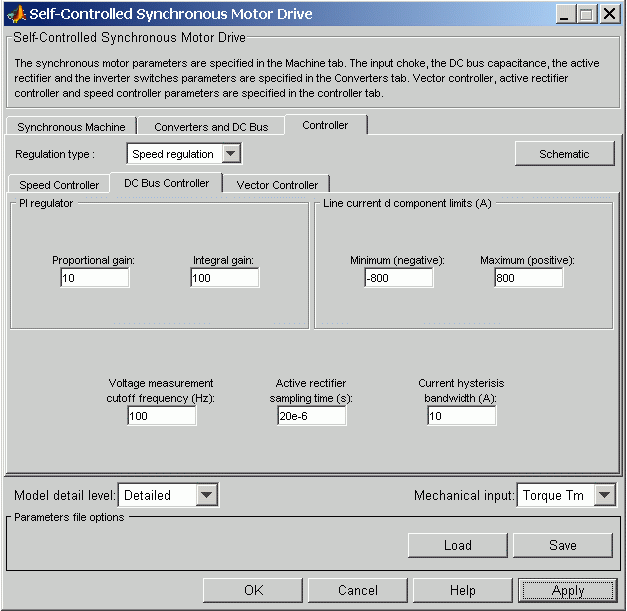 Self-Controlled Synchronous Motor Drive
Self-Controlled Synchronous Motor Drive
The synchronous motor parameters are specified in the Machine tab. The input choke, the DC bus capacitance, the active
rectifier and the inverter switches parameters are specified in the Converters tab. Vector controller, active rectifier
controller and speed controller parameters are specified in the controller tab.
Synchronous Machine Converters and DC Bus Controller
Regulation type : Speed regulation Schematic
Speed Controller DC Bus Controller Vector Controller
PI regulator Line current d component limits (A)
Proportional gain: Integral gain: Minimum (negative): Maximum (positive):
10 100 -800 800
Voltage measurement Active rectifier Current hysterisis
cutoff frequency (Hz): sampling time (s): bandwidth (A):
100 20e-6 10
Model detail level: Detailed Mechanical input: Torque Tm
Parameters file options
Load Save
OK Cancel Help Apply